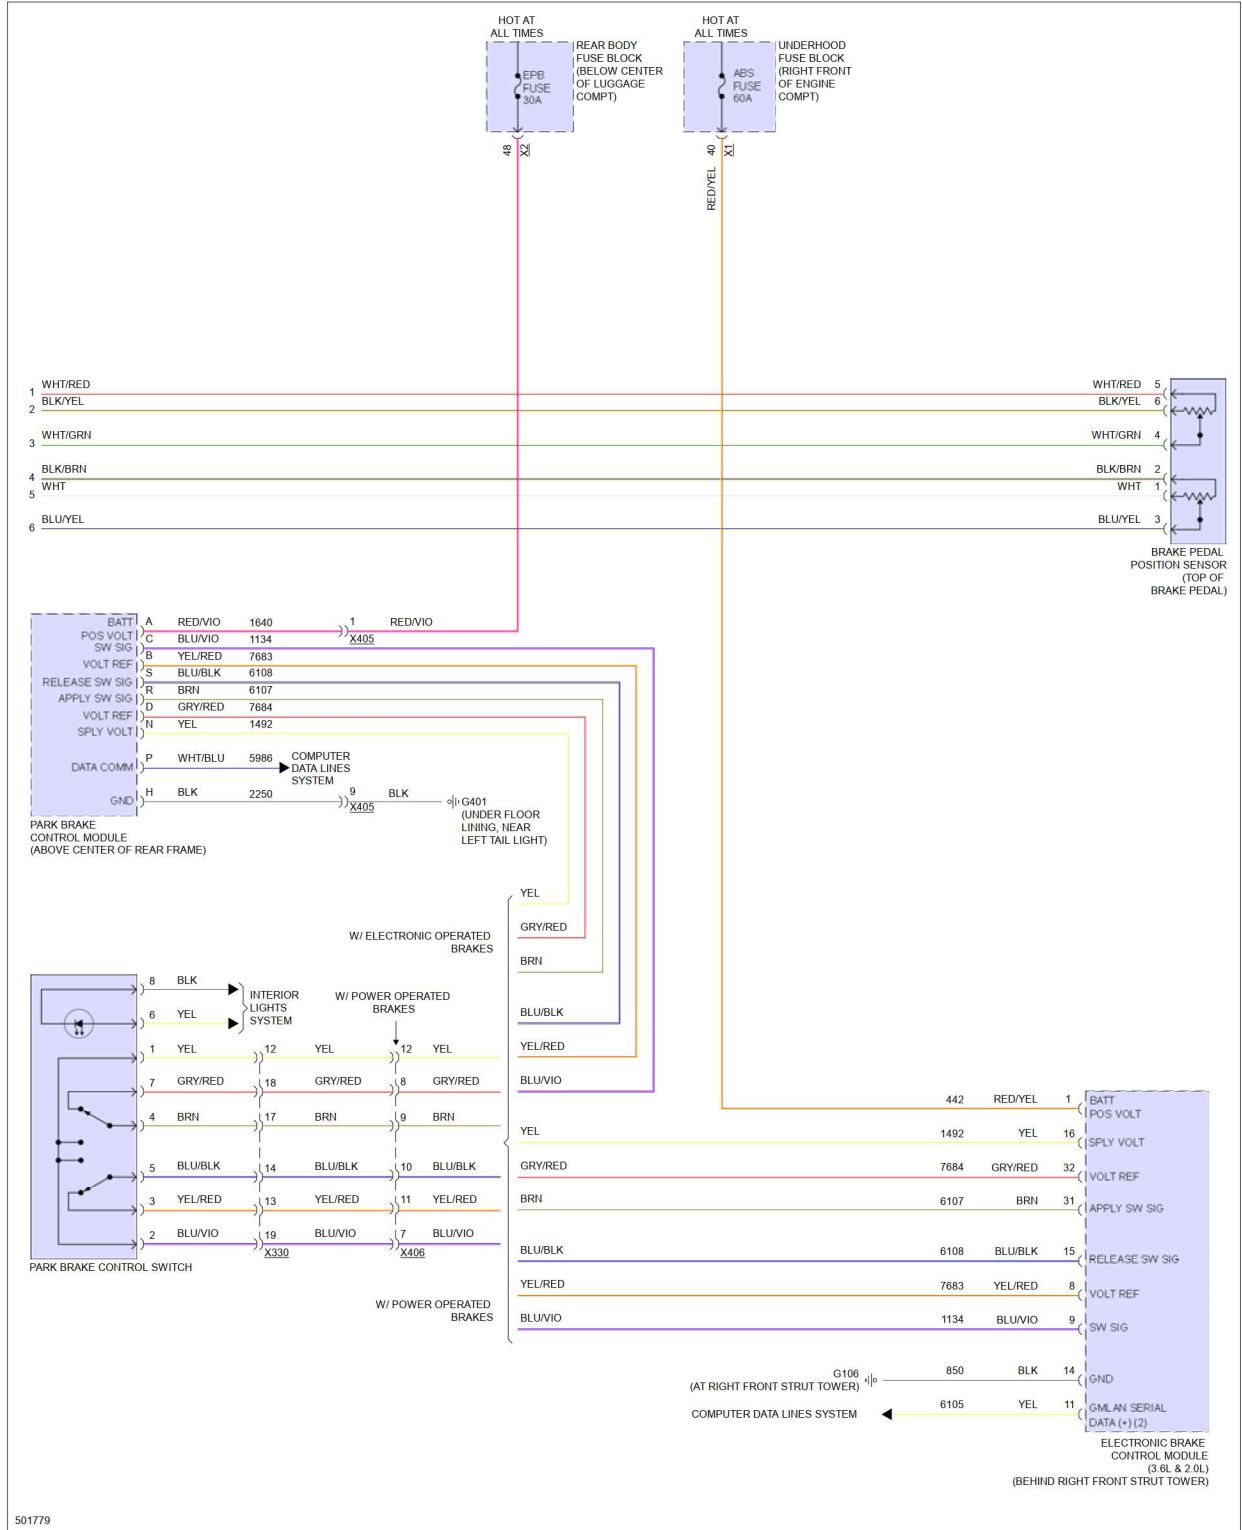 HOT AT
ALL TIMES
HOT AT
ALL TIMES
EPB
FUSE
30A
REAR BODY
FUSE BLOCK
(BELOW CENTER
OF LUGGAGE
COMPT)
ABS
FUSE
60A
UNDERHOOD
FUSE BLOCK
(RIGHT FRONT
OF ENGINE
COMPT)
48
X2
40
X1
RED/YEL
1 WHT/RED WHT/RED 5
2 BLK/YEL BLK/YEL 6
3 WHT/GRN WHT/GRN 4
4 BLK/BRN BLK/BRN 2
5 WHT WHT 1
6 BLU/YEL BLU/YEL 3
BRAKE PEDAL
POSITION SENSOR
(TOP OF
BRAKE PEDAL)
BATT
POS VOLT
A RED/VIO 1640 1 RED/VIO
X405
SW SIG C BLU/VIO 1134
VOLT REF B YEL/RED 7683
RELEASE SW SIG S BLU/BLK 6108
APPLY SW SIG R BRN 6107
VOLT REF D GRY/RED 7684
SPLY VOLT N YEL 1492
DATA COMM P WHT/BLU 5986
COMPUTER
DATA LINES
SYSTEM
GND H BLK 2250 9 BLK
X405
G401
(UNDER FLOOR
LINING, NEAR
LEFT TAIL LIGHT)
PARK BRAKE
CONTROL MODULE
(ABOVE CENTER OF REAR FRAME)
YEL
GRY/RED
BRN
BLU/BLK
YEL/RED
BLU/VIO
W/ ELECTRONIC OPERATED
BRAKES
8 BLK
6 YEL
INTERIOR
LIGHTS
SYSTEM
W/ POWER OPERATED
BRAKES
1 YEL 12 YEL 12 YEL
7 GRY/RED 18 GRY/RED 8 GRY/RED
4 BRN 17 BRN 9 BRN
5 BLU/BLK 14 BLU/BLK 10 BLU/BLK
3 YEL/RED 13 YEL/RED 11 YEL/RED
2 BLU/VIO 19 BLU/VIO 7 BLU/VIO
X330
X406
PARK BRAKE CONTROL SWITCH
W/ POWER OPERATED
BRAKES
442 RED/YEL 1 BATT
POS VOLT
YEL 1492 YEL 16 SPLY VOLT
GRY/RED 7684 GRY/RED 32 VOLT REF
BRN 6107 BRN 31 APPLY SW SIG
BLU/BLK 6108 BLU/BLK 15 RELEASE SW SIG
YEL/RED 7683 YEL/RED 8 VOLT REF
BLU/VIO 1134 BLU/VIO 9 SW SIG
G106
(AT RIGHT FRONT STRUT TOWER)
850 BLK 14 GND
COMPUTER DATA LINES SYSTEM
6105 YEL 11 GMLAN SERIAL
DATA (+) (2)
ELECTRONIC BRAKE
CONTROL MODULE
(3.6L & 2.0L)
(BEHIND RIGHT FRONT STRUT TOWER)
501779